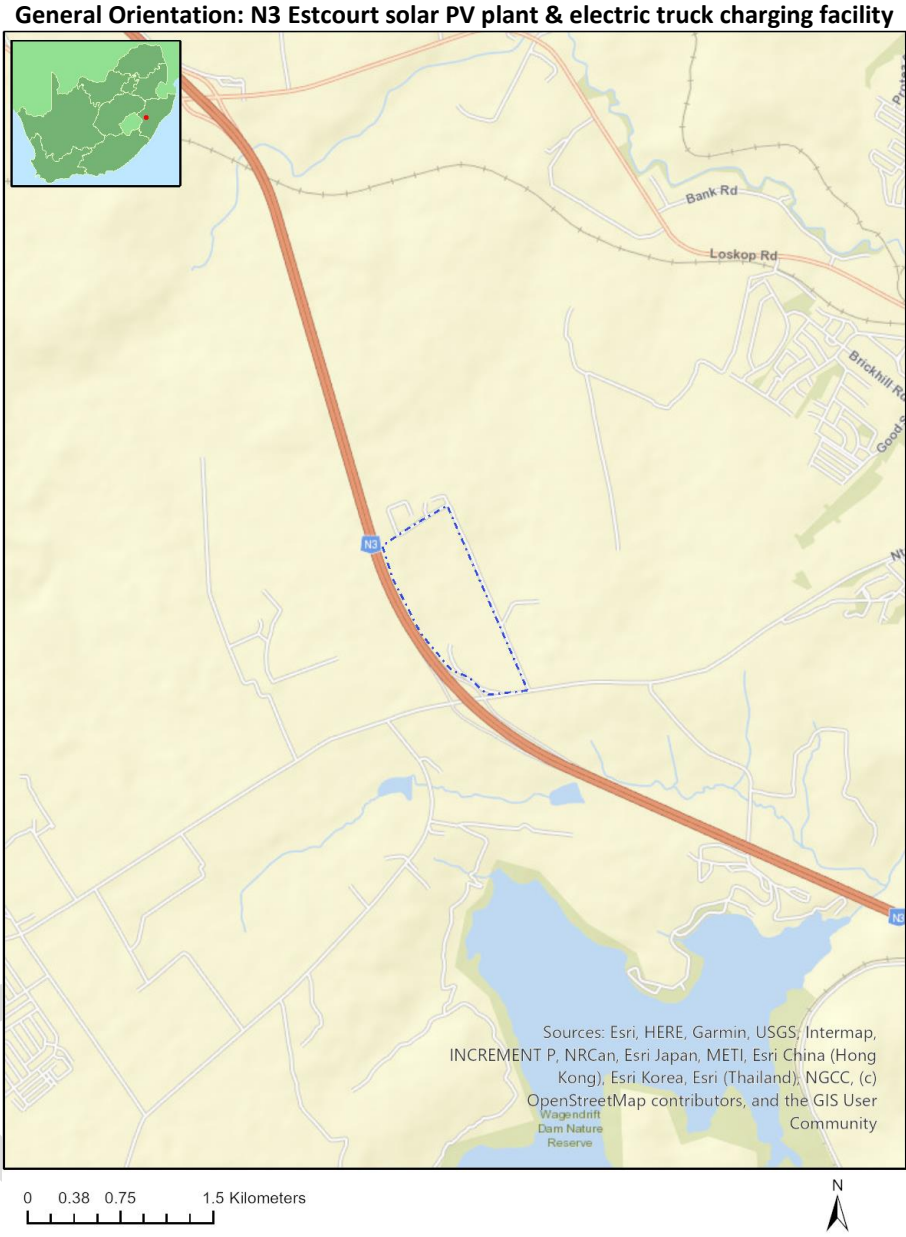 General Orientation: N3 Estcourt solar PV plant & electric truck charging facility
Bank Rd
Loskop Rd
Brickhill Rd
N3
N3
Sources: Esri, HERE, Garmin, USGS, Intermap,
INCREMENT P, NRCan, Esri Japan, METI, Esri China (Hong
Kong), Esri Korea, Esri (Thailand), NGCC, (c)
OpenStreetMap contributors, and the GIS User
Community
Wagendrift
Dam Nature
Reserve
0 0.38 0.75 1.5 Kilometers
N